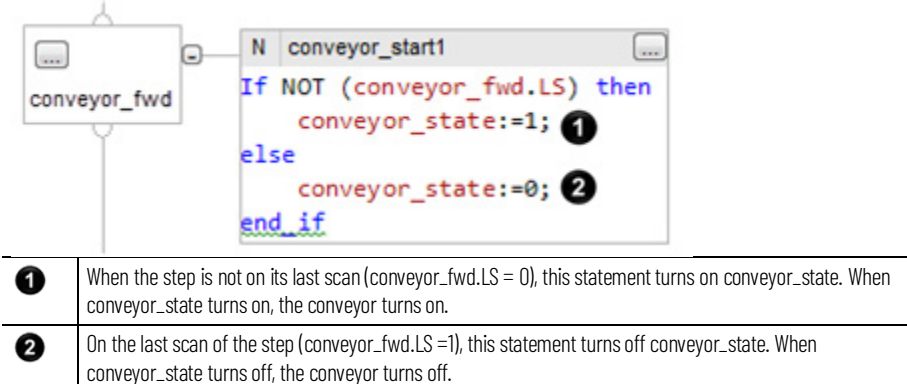 ...
N conveyor_start1 ...
conveyor_fwd
If NOT (conveyor_fwd.LS) then
conveyor_state:=1; 1
else
conveyor_state:=0; 2
end_if
1 When the step is not on its last scan (conveyor_fwd.LS = 0), this statement turns on conveyor_state. When
conveyor_state turns on, the conveyor turns on.
2 On the last scan of the step (conveyor_fwd.LS =1), this statement turns off conveyor_state. When
conveyor_state turns off, the conveyor turns off.